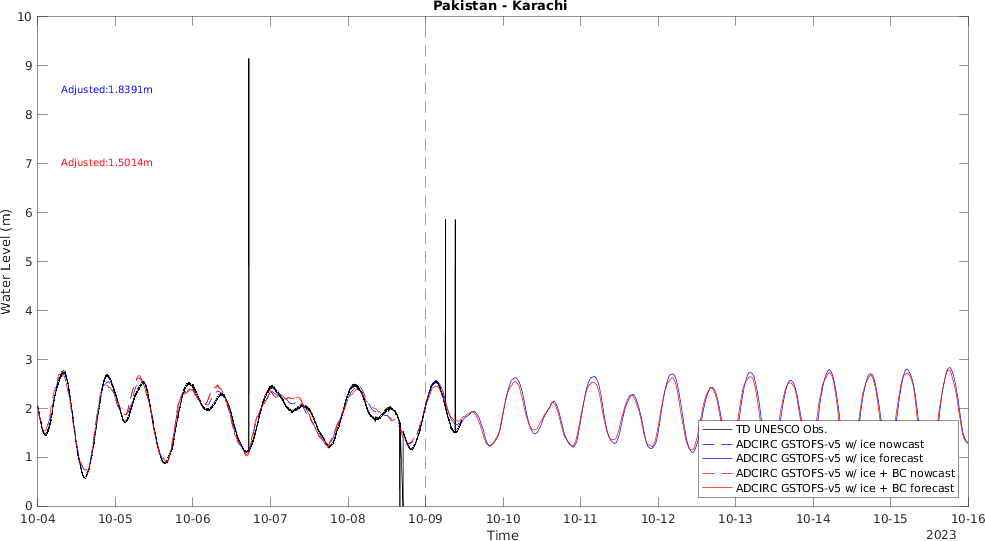 Pakistan - Karachi
10
9
8
7
6
5
4
3
2
1
0
Water Level (m)
Adjusted:1.8391m
Adjusted:1.5014m
TD UNESCO Obs.
ADCIRC GSTOFS-v5 w/ ice nowcast
ADCIRC GSTOFS-v5 w/ ice forecast
ADCIRC GSTOFS-v5 w/ ice + BC nowcast
ADCIRC GSTOFS-v5 w/ ice + BC forecast
10-04 10-05 10-06 10-07 10-08 10-09 10-10 10-11 10-12 10-13 10-14 10-15 10-16
Time
2023